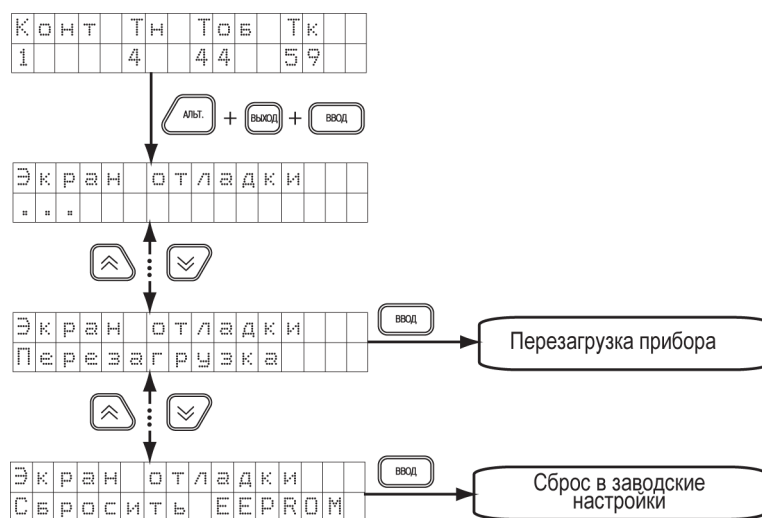 Конт Тн Тоб Тк
1 4 44 59
АЛЬТ. + ВЫХОД + ВВОД
Экран отладки
...
Экран отладки
Перезагрузка
ВВОД
Перезагрузка прибора
Экран отладки
Сбросить EEPROM
ВВОД
Сброс в заводские
настройки